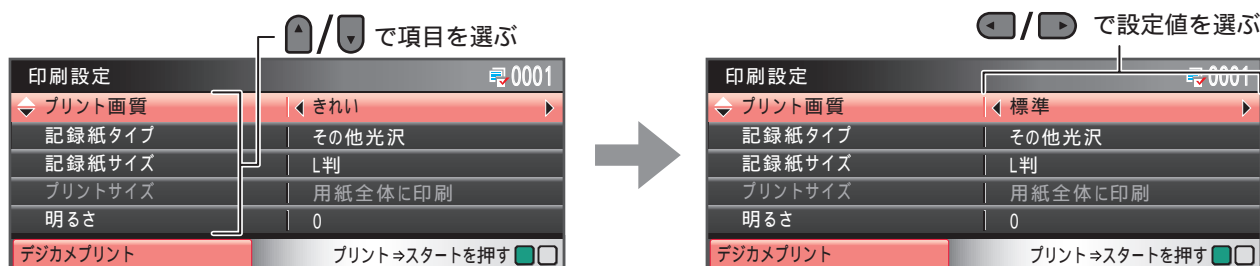 で項目を選ぶ
印刷設定 0001
プリント画質 きれい
記録紙タイプ その他光沢
記録紙サイズ L判
プリントサイズ 用紙全体に印刷
明るさ 0
デジカメプリント プリント⇒スタートを押す
で設定値を選ぶ
印刷設定 0001
プリント画質 標準
記録紙タイプ その他光沢
記録紙サイズ L判
プリントサイズ 用紙全体に印刷
明るさ 0
デジカメプリント プリント⇒スタートを押す